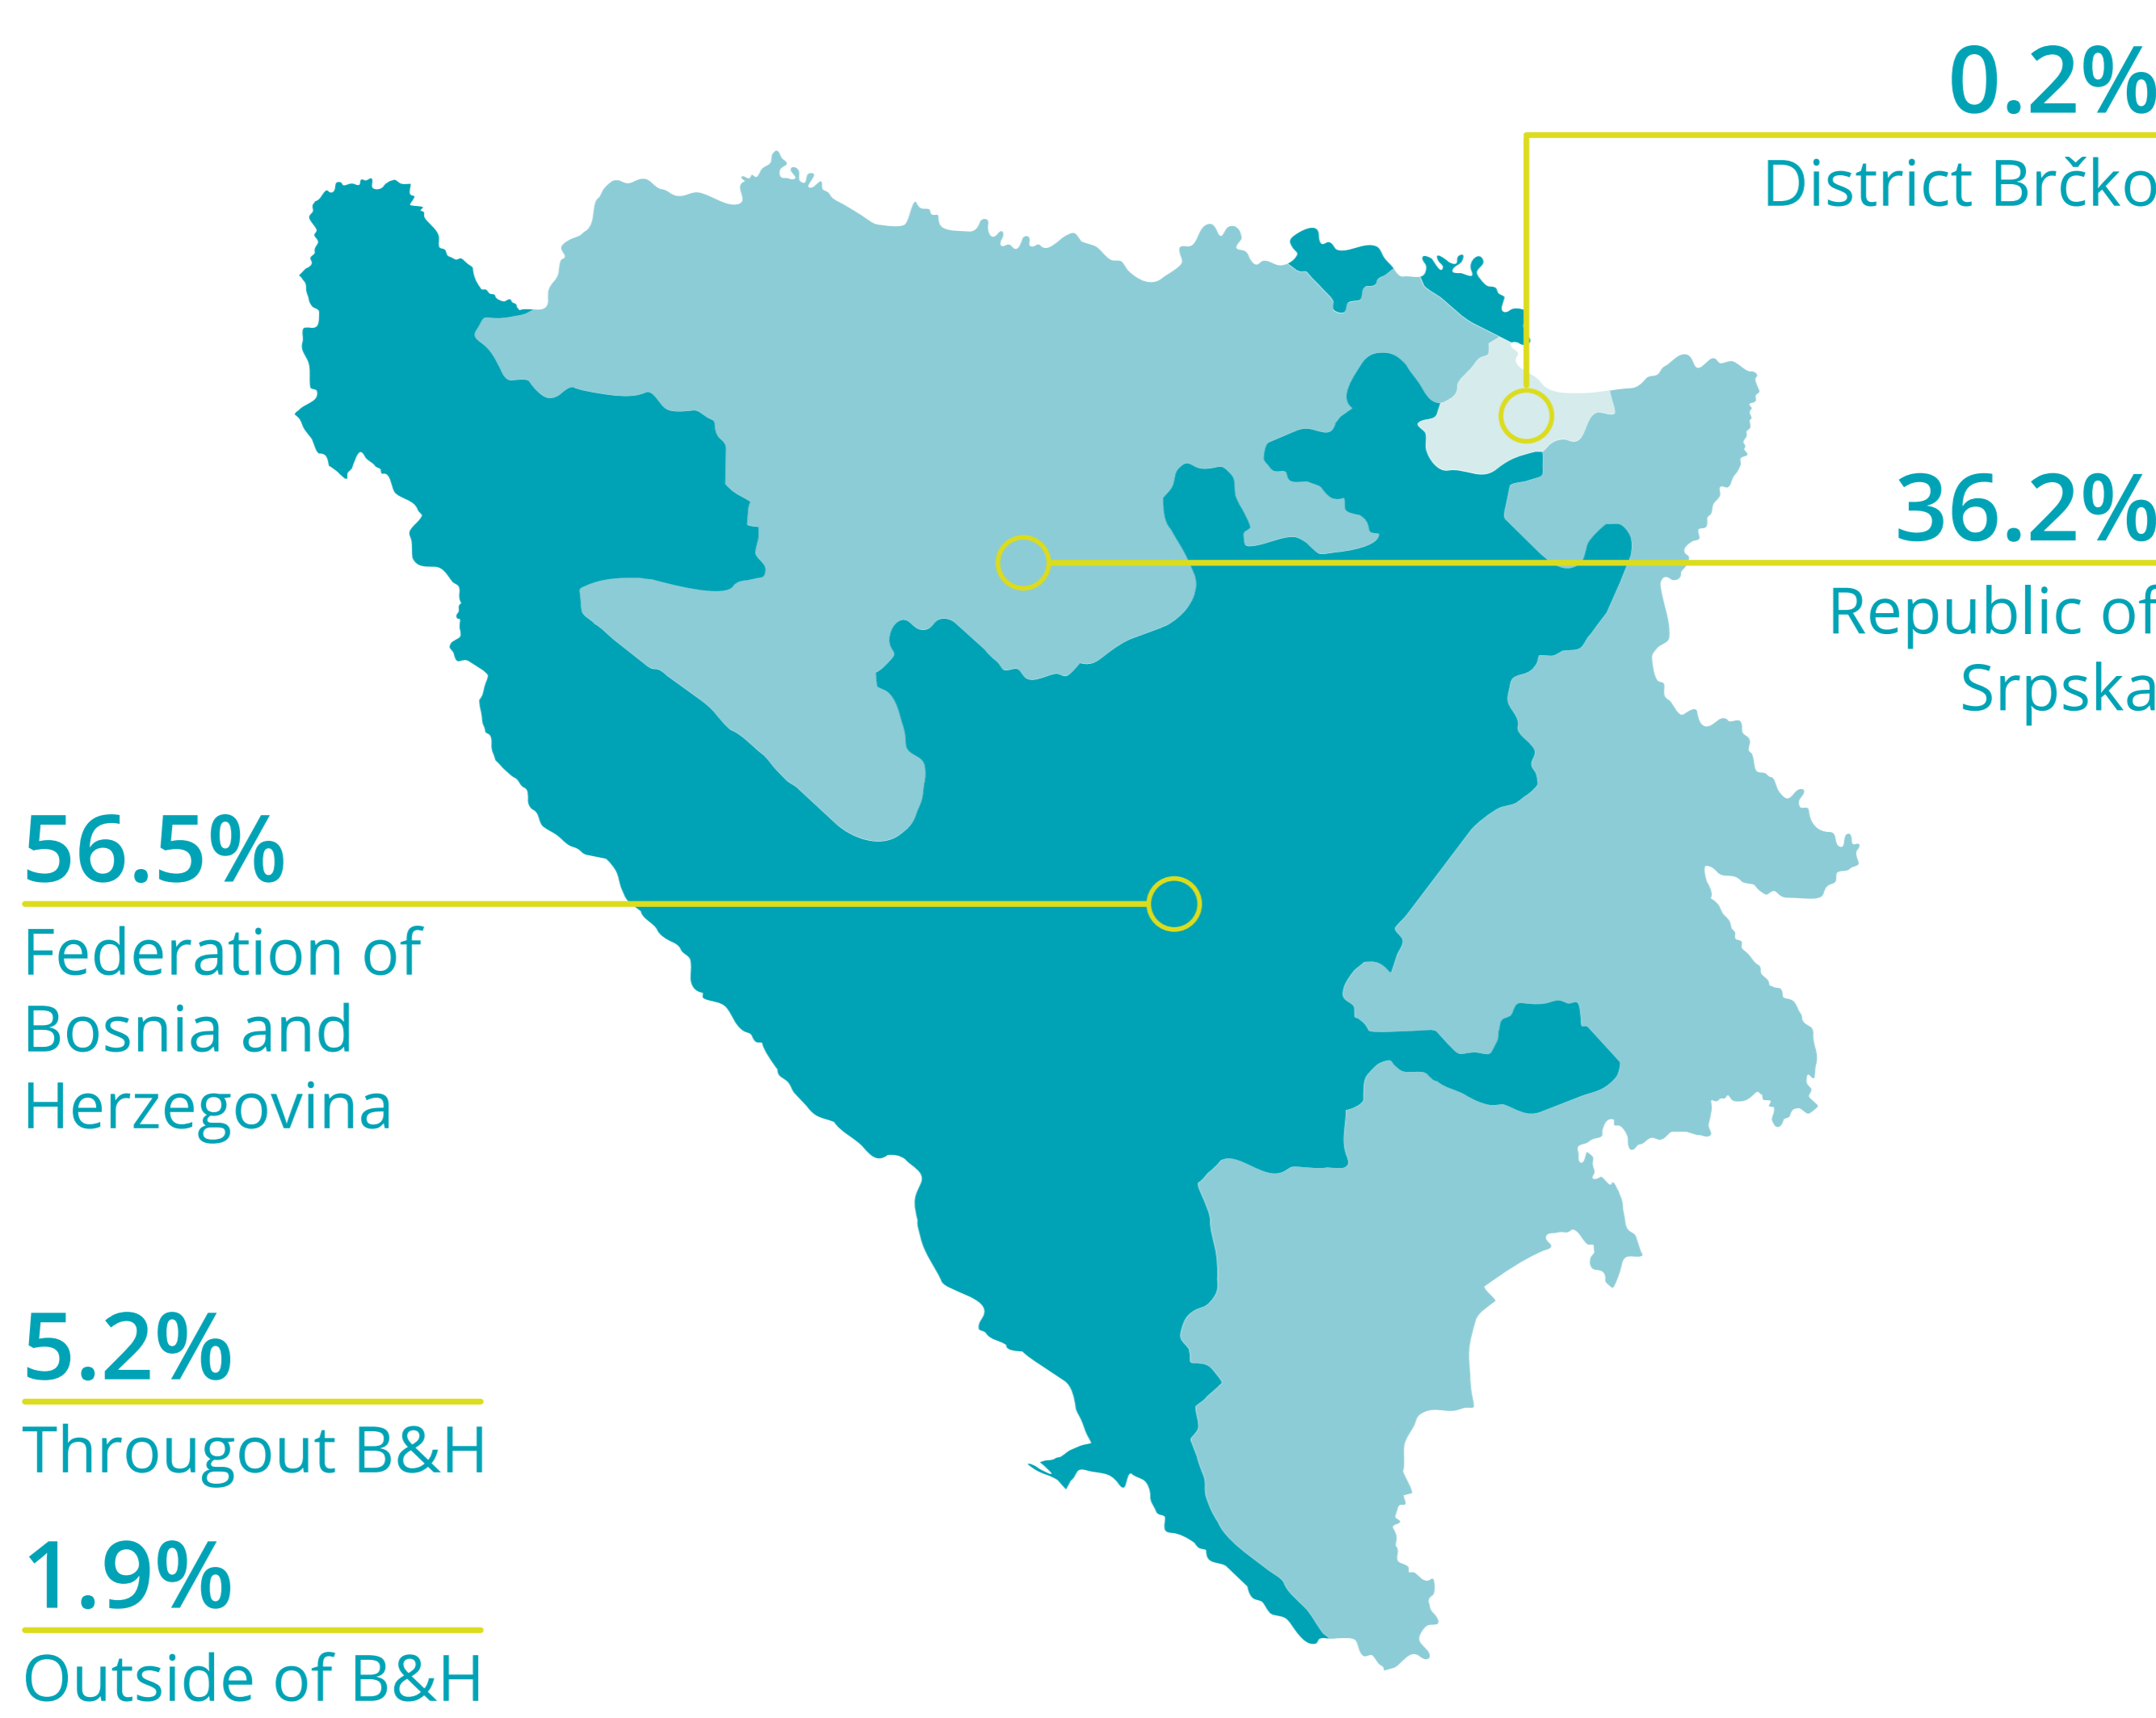 0.2%
District Brčko
36.2%
Republic of
Srpska
56.5%
Federation of
Bosnia and
Herzegovina
5.2%
Througout B&H
1.9%
Outside of B&H